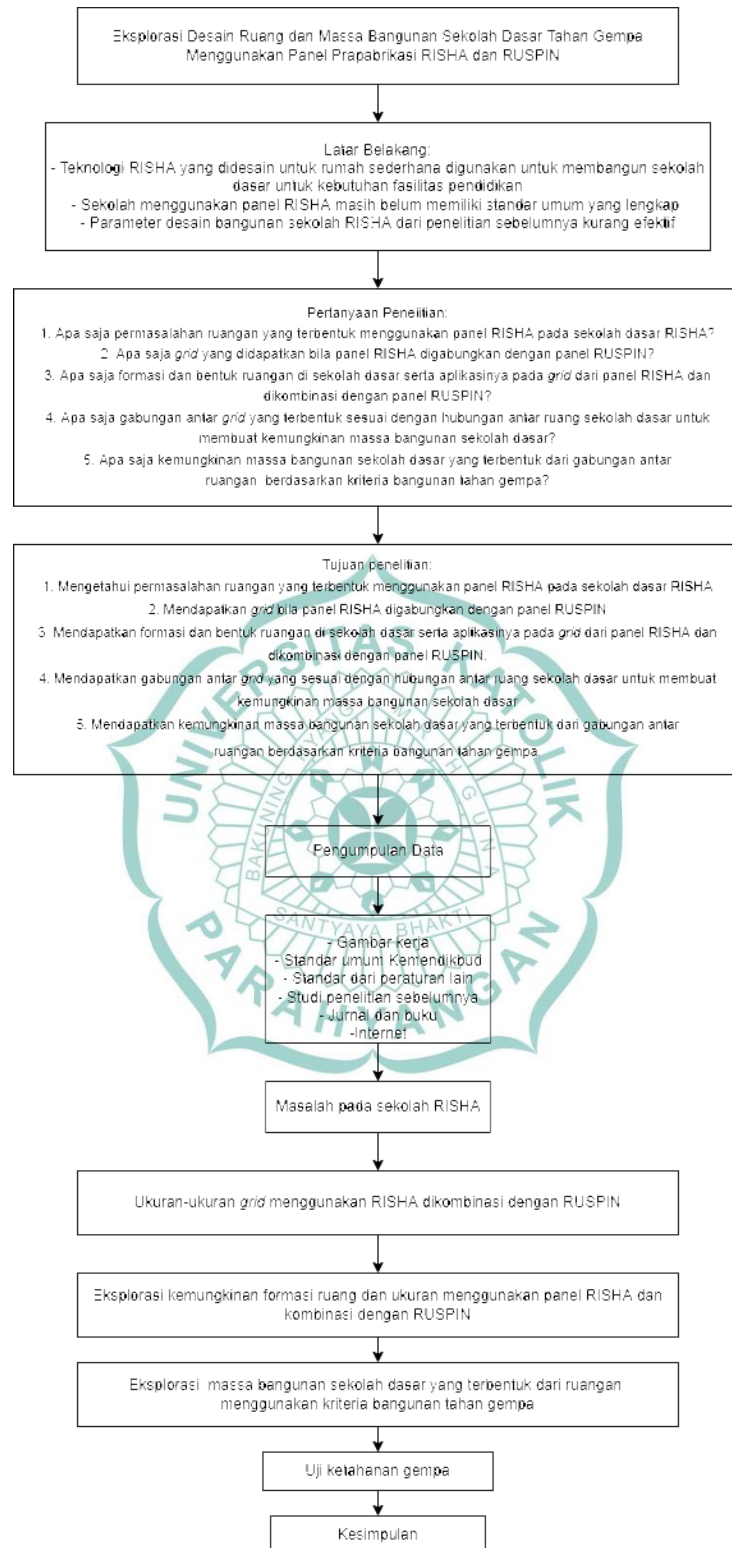 Eksplorasi Desain Ruang dan Massa Bangunan Sekolah Dasar Tahan Gempa
Menggunakan Panel Prapabrikasi RISHA dan RUSPIN
Latar Belakang:
- Teknologi RISHA yang didesain untuk rumah sederhana digunakan untuk membangun sekolah
dasar untuk kebutuhan fasilitas pendidikan
- Sekolah menggunakan panel RISHA masih belum memiliki standar umum yang lengkap
- Parameter desain bangunan sekolah RISHA dari penelitian sebelumnya kurang efektif
Pertanyaan Peneiitian:
1. Apa saja permasalahan ruangan yang terbentuk menggunakan panel RISHA pada sekolah dasar RISHA?
2. Apa saja grid yang didapatkan bila panel RISHA digabungkan dengan panel RUSPIN?
3. Apa saja formasi dan bentuk ruangan di sekolah dasar serta aplikasinya pada grid dari panel RISHA dan
dikombinasi dengan panel RUSPIN?
4. Apa saja gabungan antar grid yang terbentuk sesuai dengan hubungan antar ruang sekolah dasar untuk
membuat kemungkinan massa bangunan sekolah dasar?
5. Apa saja kemungkinan massa bangunan sekolah dasar yang terbentuk dari gabungan antar
ruangan berdasarkan kriteria bangunan tahan gempa?
Tujuan penelitian:
1. Mengetahui permasalahan ruangan yang terbentuk menggunakan panel RISHA pada sekolah dasar RISHA
2. Mendapatkan grid bila panel RISHA digabungkan dengan panel RUSPIN
3. Mendapatkan formasi dan bentuk ruangan di sekolah dasar serta aplikasinya pada grid dari panel RISHA dan
dikombinasi dengan panel RUSPIN.
4. Mendapatkan gabungan antar grid yang sesuai dengan hubungan antar ruang sekolah dasar untuk membuat
kemungkinan massa bangunan sekolah dasar
5. Mendapatkan kemungkinan massa bangunan sekolah dasar yang terbentuk dari gabungan antar
ruangan berdasarkan kriteria bangunan tahan gempa
UNIVERSITAS KATOLIK
PARAHYANGAN
BAKUNING HYANG MRIH GUNA
SANTYAYA BHAKTI
Pengumpulan Data
- Gambar kerja
- Standar umum Kemendikbud
- Standar dari peraturan lain
- Studi penelitian sebelumnya
- Jurnal dan buku
-Internet
Masalah pada sekolah RISHA
Ukuran-ukuran grid menggunakan RISHA dikombinasi dengan RUSPIN
Eksplorasi kemungkinan formasi ruang dan ukuran menggunakan panel RISHA dan
kombinasi dengan RUSPIN
Eksplorasi massa bangunan sekolah dasar yang terbentuk dari ruangan
menggunakan kriteria bangunan tahan gempa
Uji ketahanan gempa
Kesimpulan